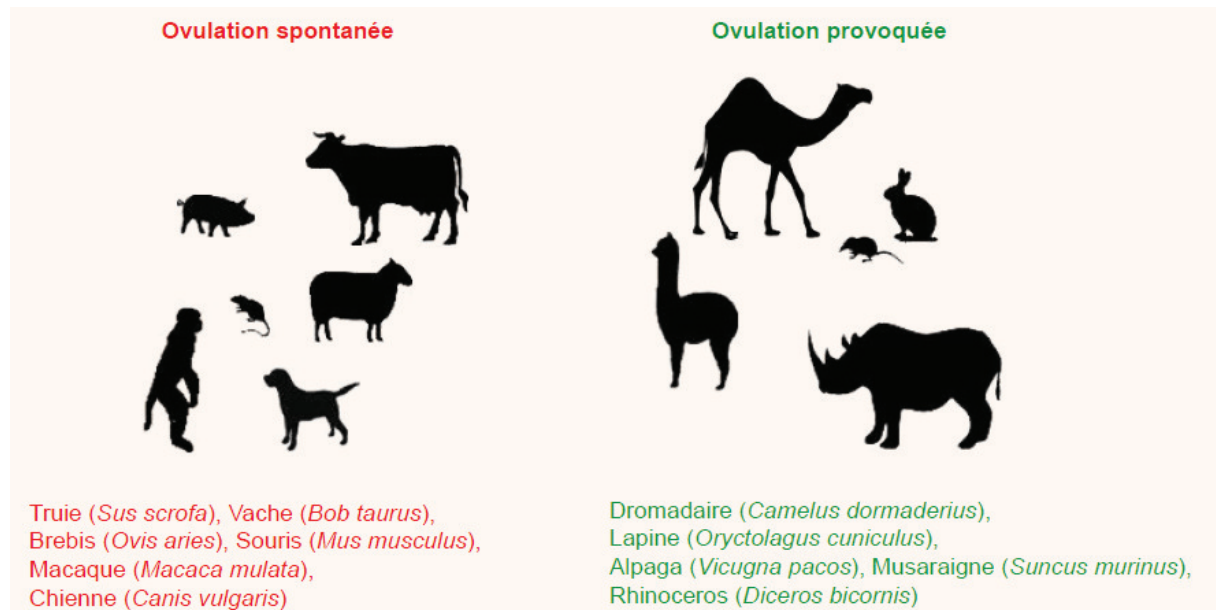 Ovulation spontanée
Ovulation provoquée
Truie (Sus scrofa), Vache (Bob taurus),
Brebis (Ovis aries), Souris (Mus musculus),
Macaque (Macaca mulata),
Chienne (Canis vulgaris)
Dromadaire (Camelus dormaderius),
Lapine (Oryctolagus cuniculus),
Alpaga (Vicugna pacos), Musaraigne (Suncus murinus),
Rhinoceros (Diceros bicornis)